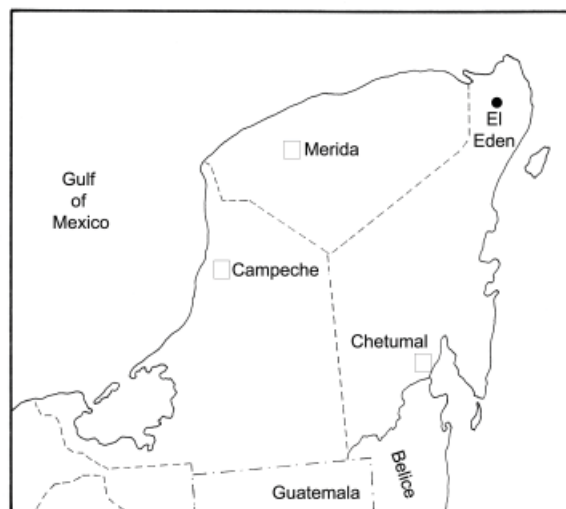 El
Eden
Merida
Gulf
of
Mexico
Campeche
Chetumal
Belice
Guatemala